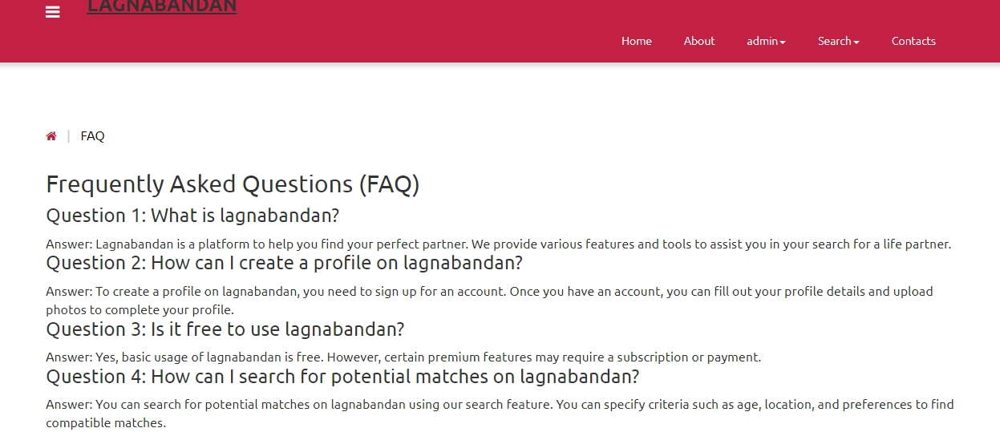 LAGNABANDAN
Home About admin Search Contacts
| FAQ
Frequently Asked Questions (FAQ)
Question 1: What is lagnabandan?
Answer: Lagnabandan is a platform to help you find your perfect partner. We provide various features and tools to assist you in your search for a life partner.
Question 2: How can I create a profile on lagnabandan?
Answer: To create a profile on lagnabandan, you need to sign up for an account. Once you have an account, you can fill out your profile details and upload
photos to complete your profile.
Question 3: Is it free to use lagnabandan?
Answer: Yes, basic usage of lagnabandan is free. However, certain premium features may require a subscription or payment.
Question 4: How can I search for potential matches on lagnabandan?
Answer: You can search for potential matches on lagnabandan using our search feature. You can specify criteria such as age, location, and preferences to find
compatible matches.